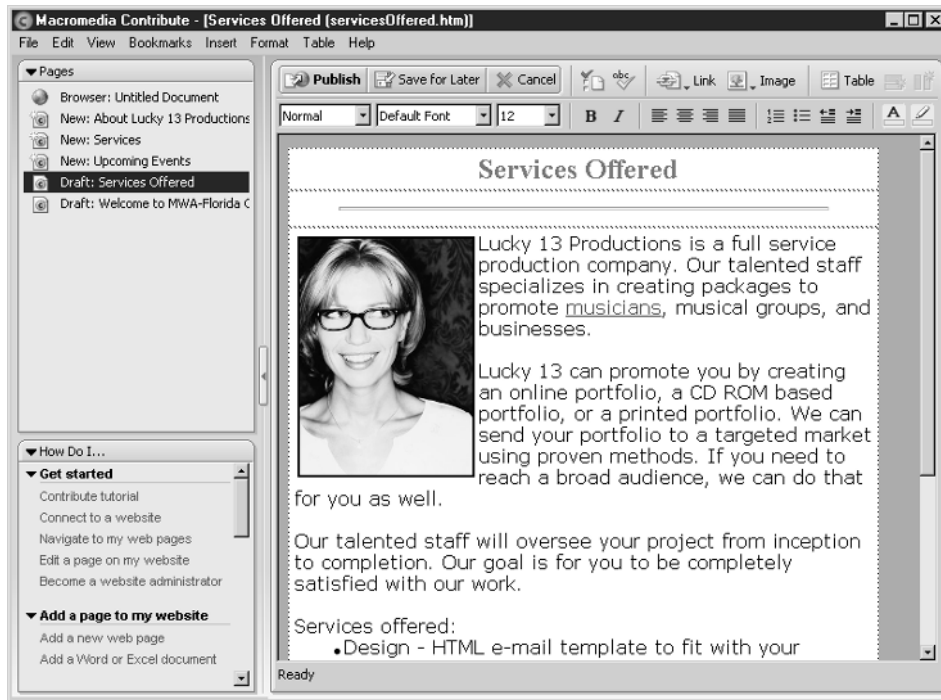 Macromedia Contribute - [Services Offered (servicesOffered.htm)]
File Edit View Bookmarks Insert Format Table Help
Pages
Browser: Untitled Document
New: About Lucky 13 Productions
New: Services
New: Upcoming Events
Draft: Services Offered
Draft: Welcome to MWA-Florida C
How Do I...
Get started
Contribute tutorial
Connect to a website
Navigate to my web pages
Edit a page on my website
Become a website administrator
Add a page to my website
Add a new web page
Add a Word or Excel document
Publish Save for Later Cancel abc Link Image Table
Normal Default Font 12 B I A
Services Offered
Lucky 13 Productions is a full service
production company. Our talented staff
specializes in creating packages to
promote musicians, musical groups, and
businesses.
Lucky 13 can promote you by creating
an online portfolio, a CD ROM based
portfolio, or a printed portfolio. We can
send your portfolio to a targeted market
using proven methods. If you need to
reach a broad audience, we can do that
for you as well.
Our talented staff will oversee your project from inception
to completion. Our goal is for you to be completely
satisfied with our work.
Services offered:
•Design - HTML e-mail template to fit with your
Ready